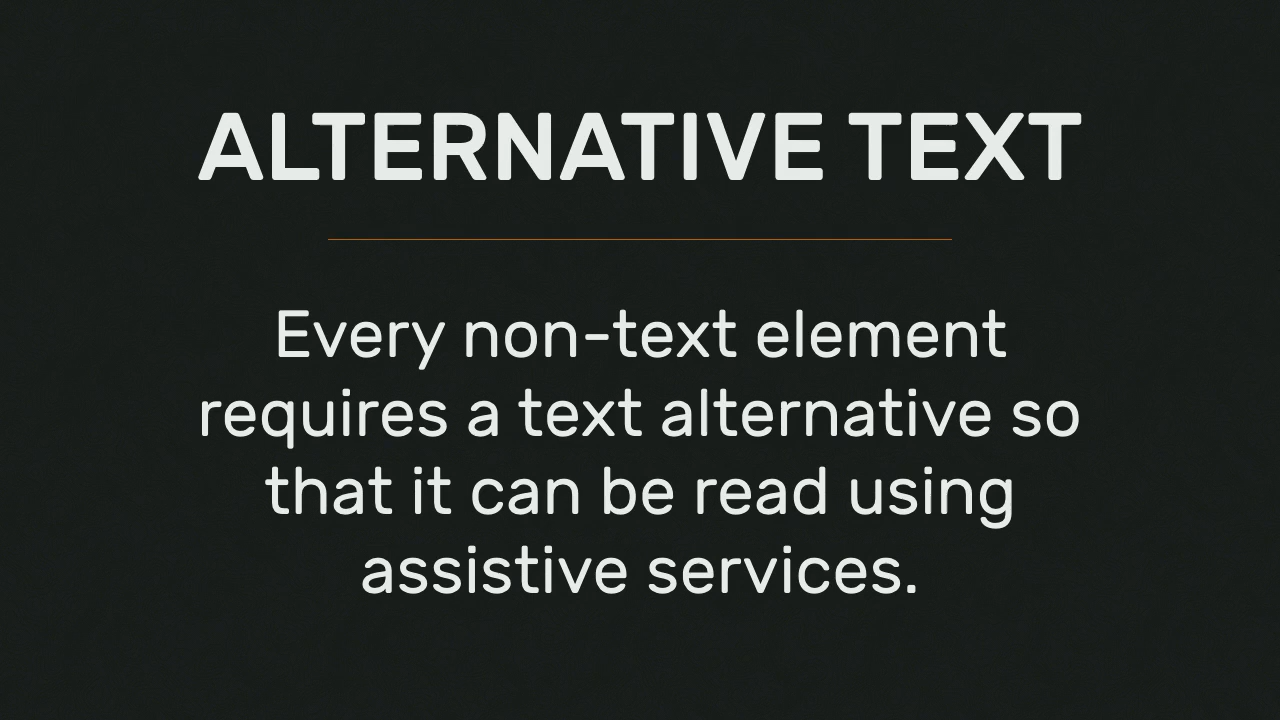 ALTERNATIVE TEXT
Every non-text element
requires a text alternative so
that it can be read using
assistive services.